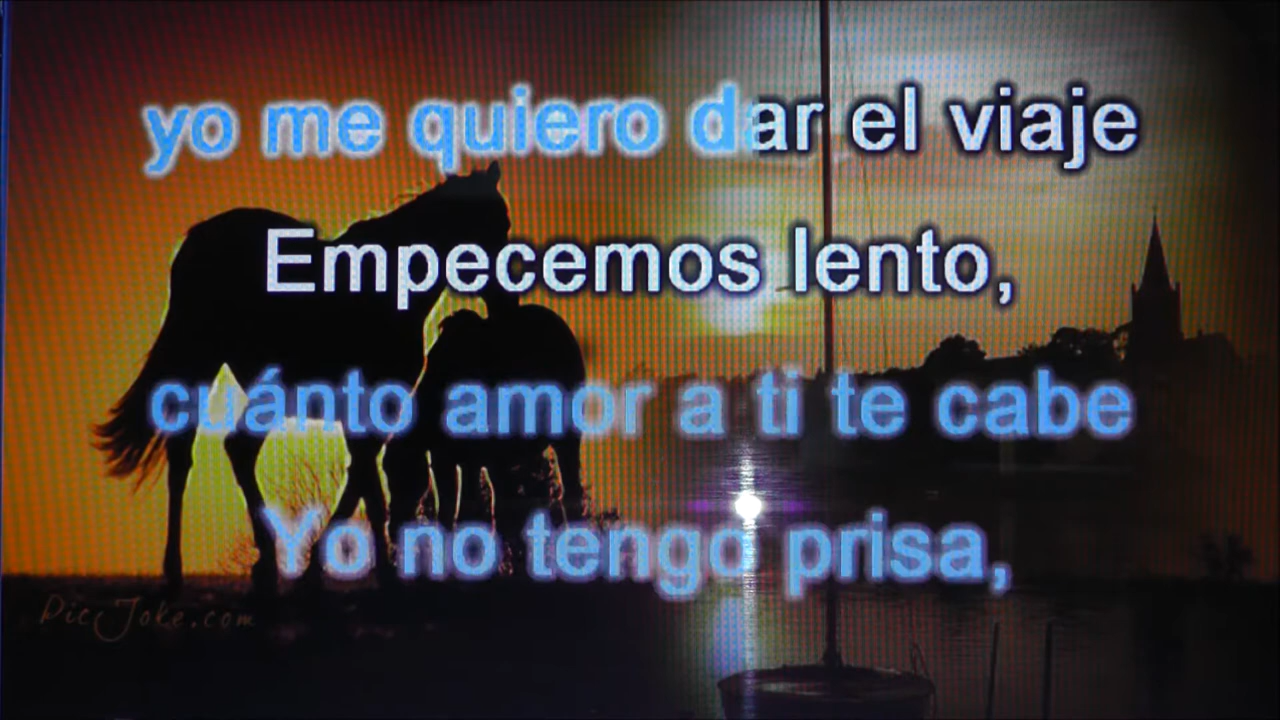 yo me quiero dar el viaje
Empecemos lento,
cuánto amor a ti te cabe
Yo no tengo prisa,
PicJoke.com